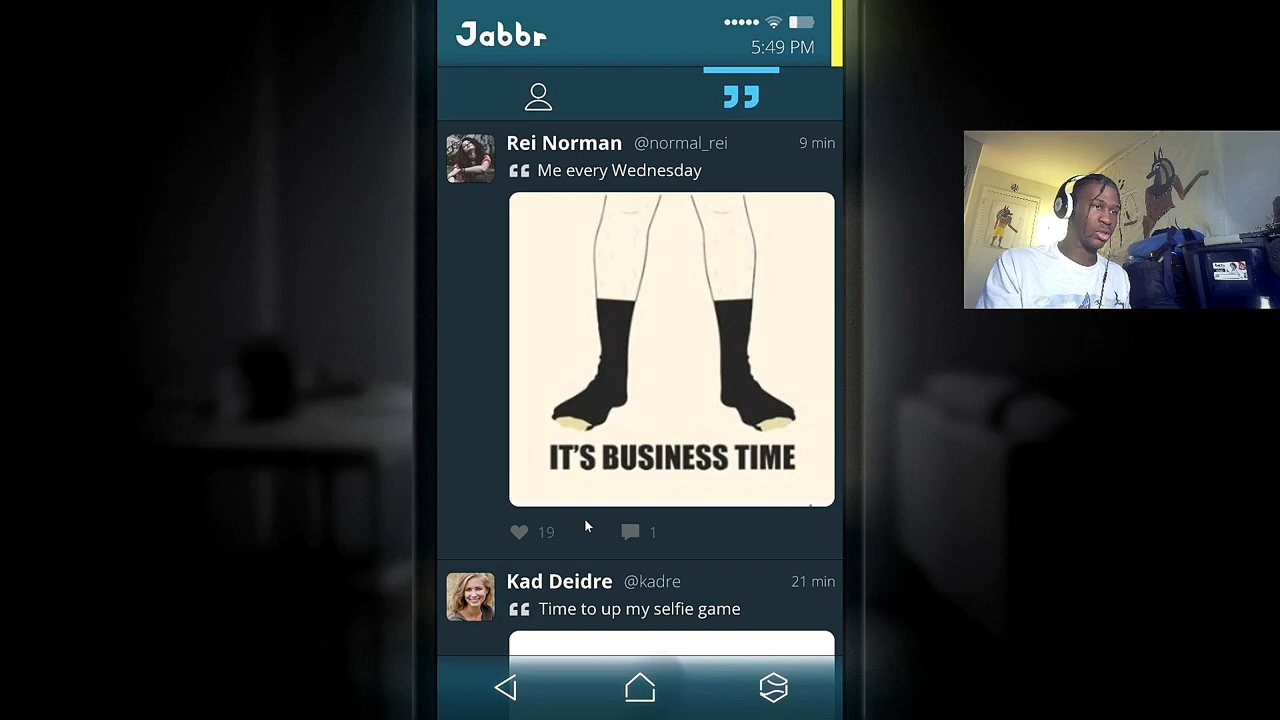 Jabbr
5:49 PM
Rei Norman @normal_rei 9 min
Me every Wednesday
IT'S BUSINESS TIME
19 1
Kad Deidre @kadre 21 min
Time to up my selfie game